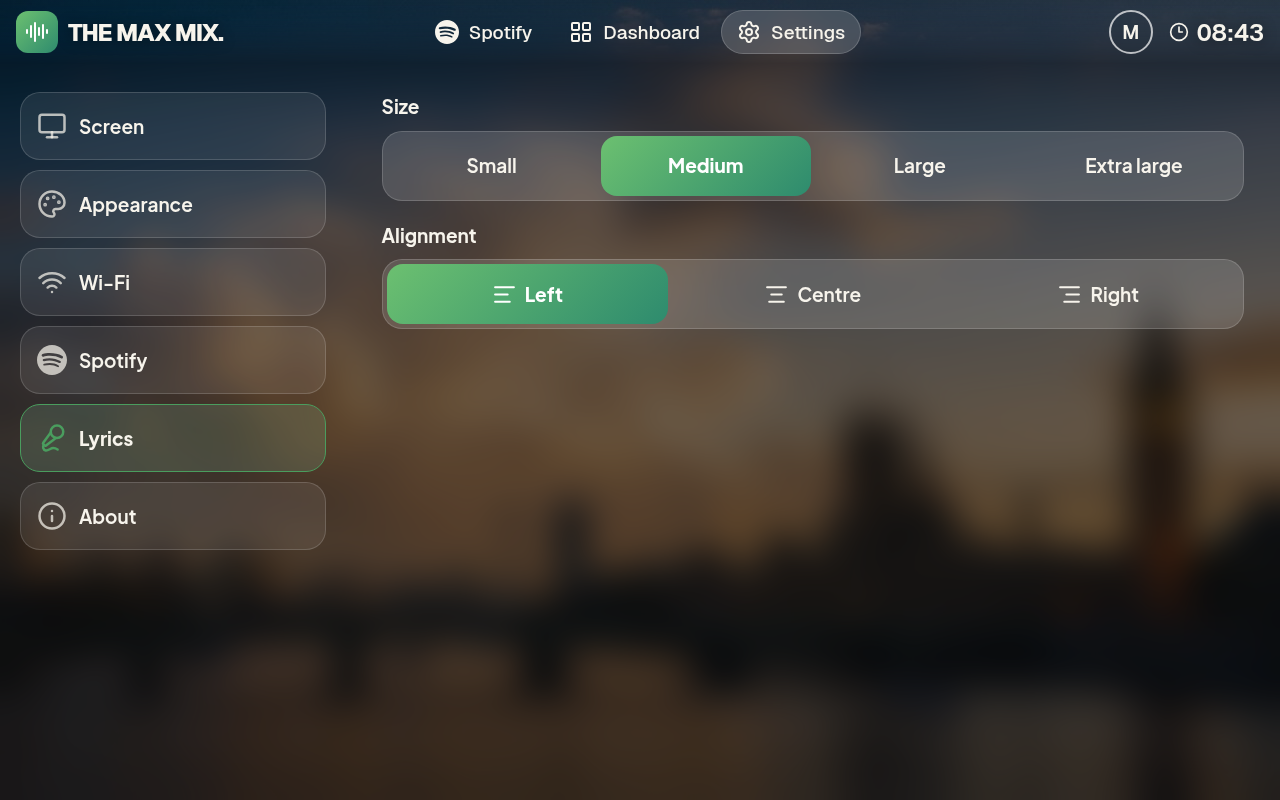 THE MAX MIX.
Spotify
Dashboard
Settings
M
08:43
Screen
Appearance
Wi-Fi
Spotify
Lyrics
About
Size
Small
Medium
Large
Extra large
Alignment
Left
Centre
Right